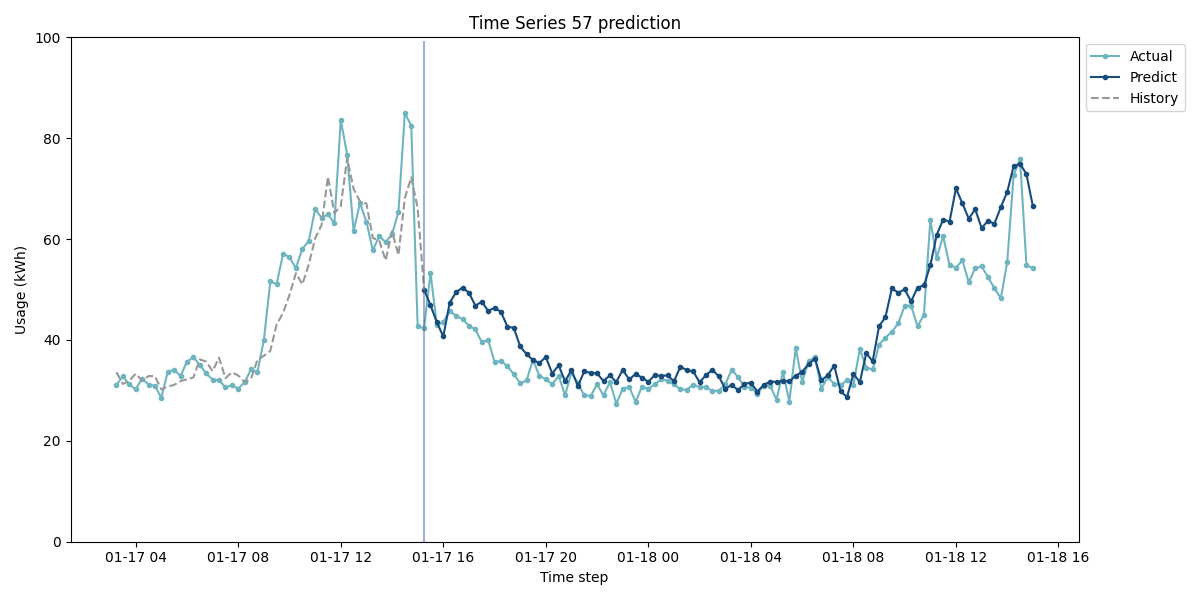 Time Series 57 prediction
Usage (kWh)
100
80
60
40
20
0
01-17 04
01-17 08
01-17 12
01-17 16
01-17 20
01-18 00
01-18 04
01-18 08
01-18 12
01-18 16
Time step
Actual
Predict
History